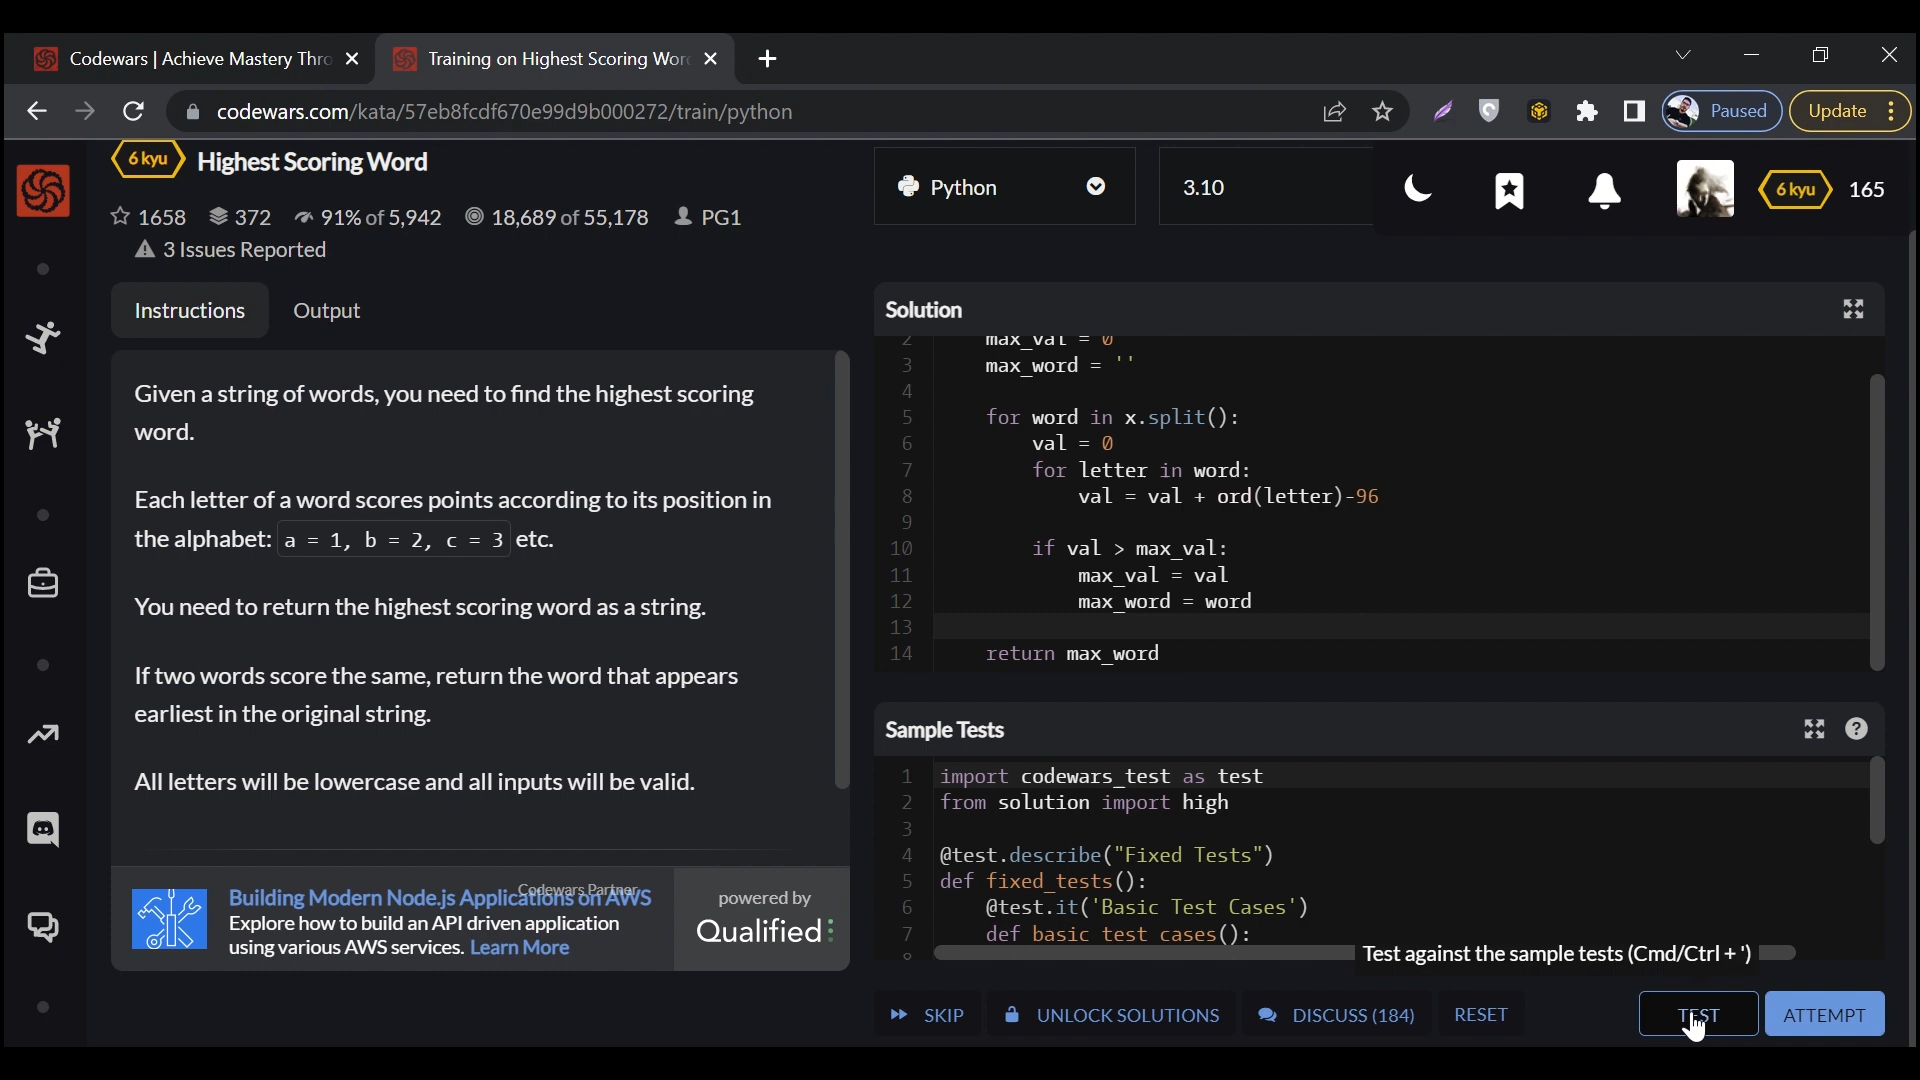 Codewars | Achieve Mastery Thro
Training on Highest Scoring Wor
codewars.com/kata/57eb8fcdf670e99d9b000272/train/python
Paused
Update
6 kyu
Highest Scoring Word
1658
372
91% of 5,942
18,689 of 55,178
PG1
3 Issues Reported
Python
3.10
6 kyu
165
Instructions
Output
Given a string of words, you need to find the highest scoring
word.
Each letter of a word scores points according to its position in
the alphabet: a = 1, b = 2, c = 3 etc.
You need to return the highest scoring word as a string.
If two words score the same, return the word that appears
earliest in the original string.
All letters will be lowercase and all inputs will be valid.
Codewars Partner
Building Modern Node.js Applications on AWS
Explore how to build an API driven application
using various AWS services. Learn More
powered by
Qualified
Solution
2 max_val = 0
3 max_word = ''
4
5 for word in x.split():
6 val = 0
7 for letter in word:
8 val = val + ord(letter)-96
9
10 if val > max_val:
11 max_val = val
12 max_word = word
13
14 return max_word
Sample Tests
1 import codewars_test as test
2 from solution import high
3
4 @test.describe("Fixed Tests")
5 def fixed_tests():
6 @test.it('Basic Test Cases')
7 def basic_test_cases():
8
Test against the sample tests (Cmd/Ctrl + ')
SKIP
UNLOCK SOLUTIONS
DISCUSS (184)
RESET
TEST
ATTEMPT